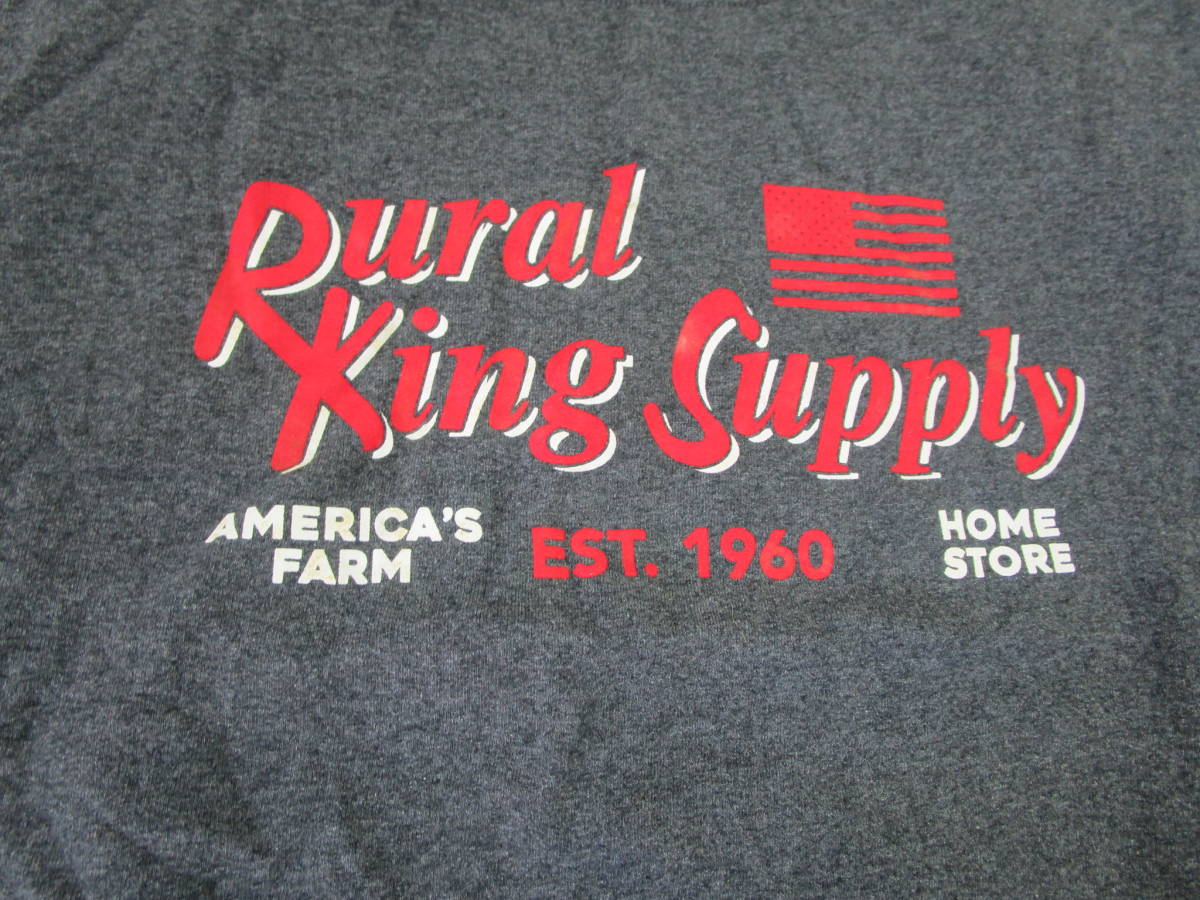 Rural
King Supply
AMERICA'S
FARM
EST. 1960
HOME
STORE